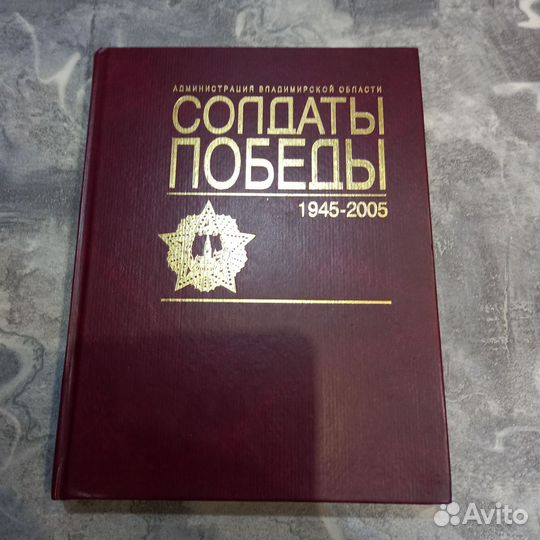 АДМИНИСТРАЦИЯ ВЛАДИМИРСКОЙ ОБЛАСТИ
СОЛДАТЫ
ПОБЕДЫ
1945-2005
Avito